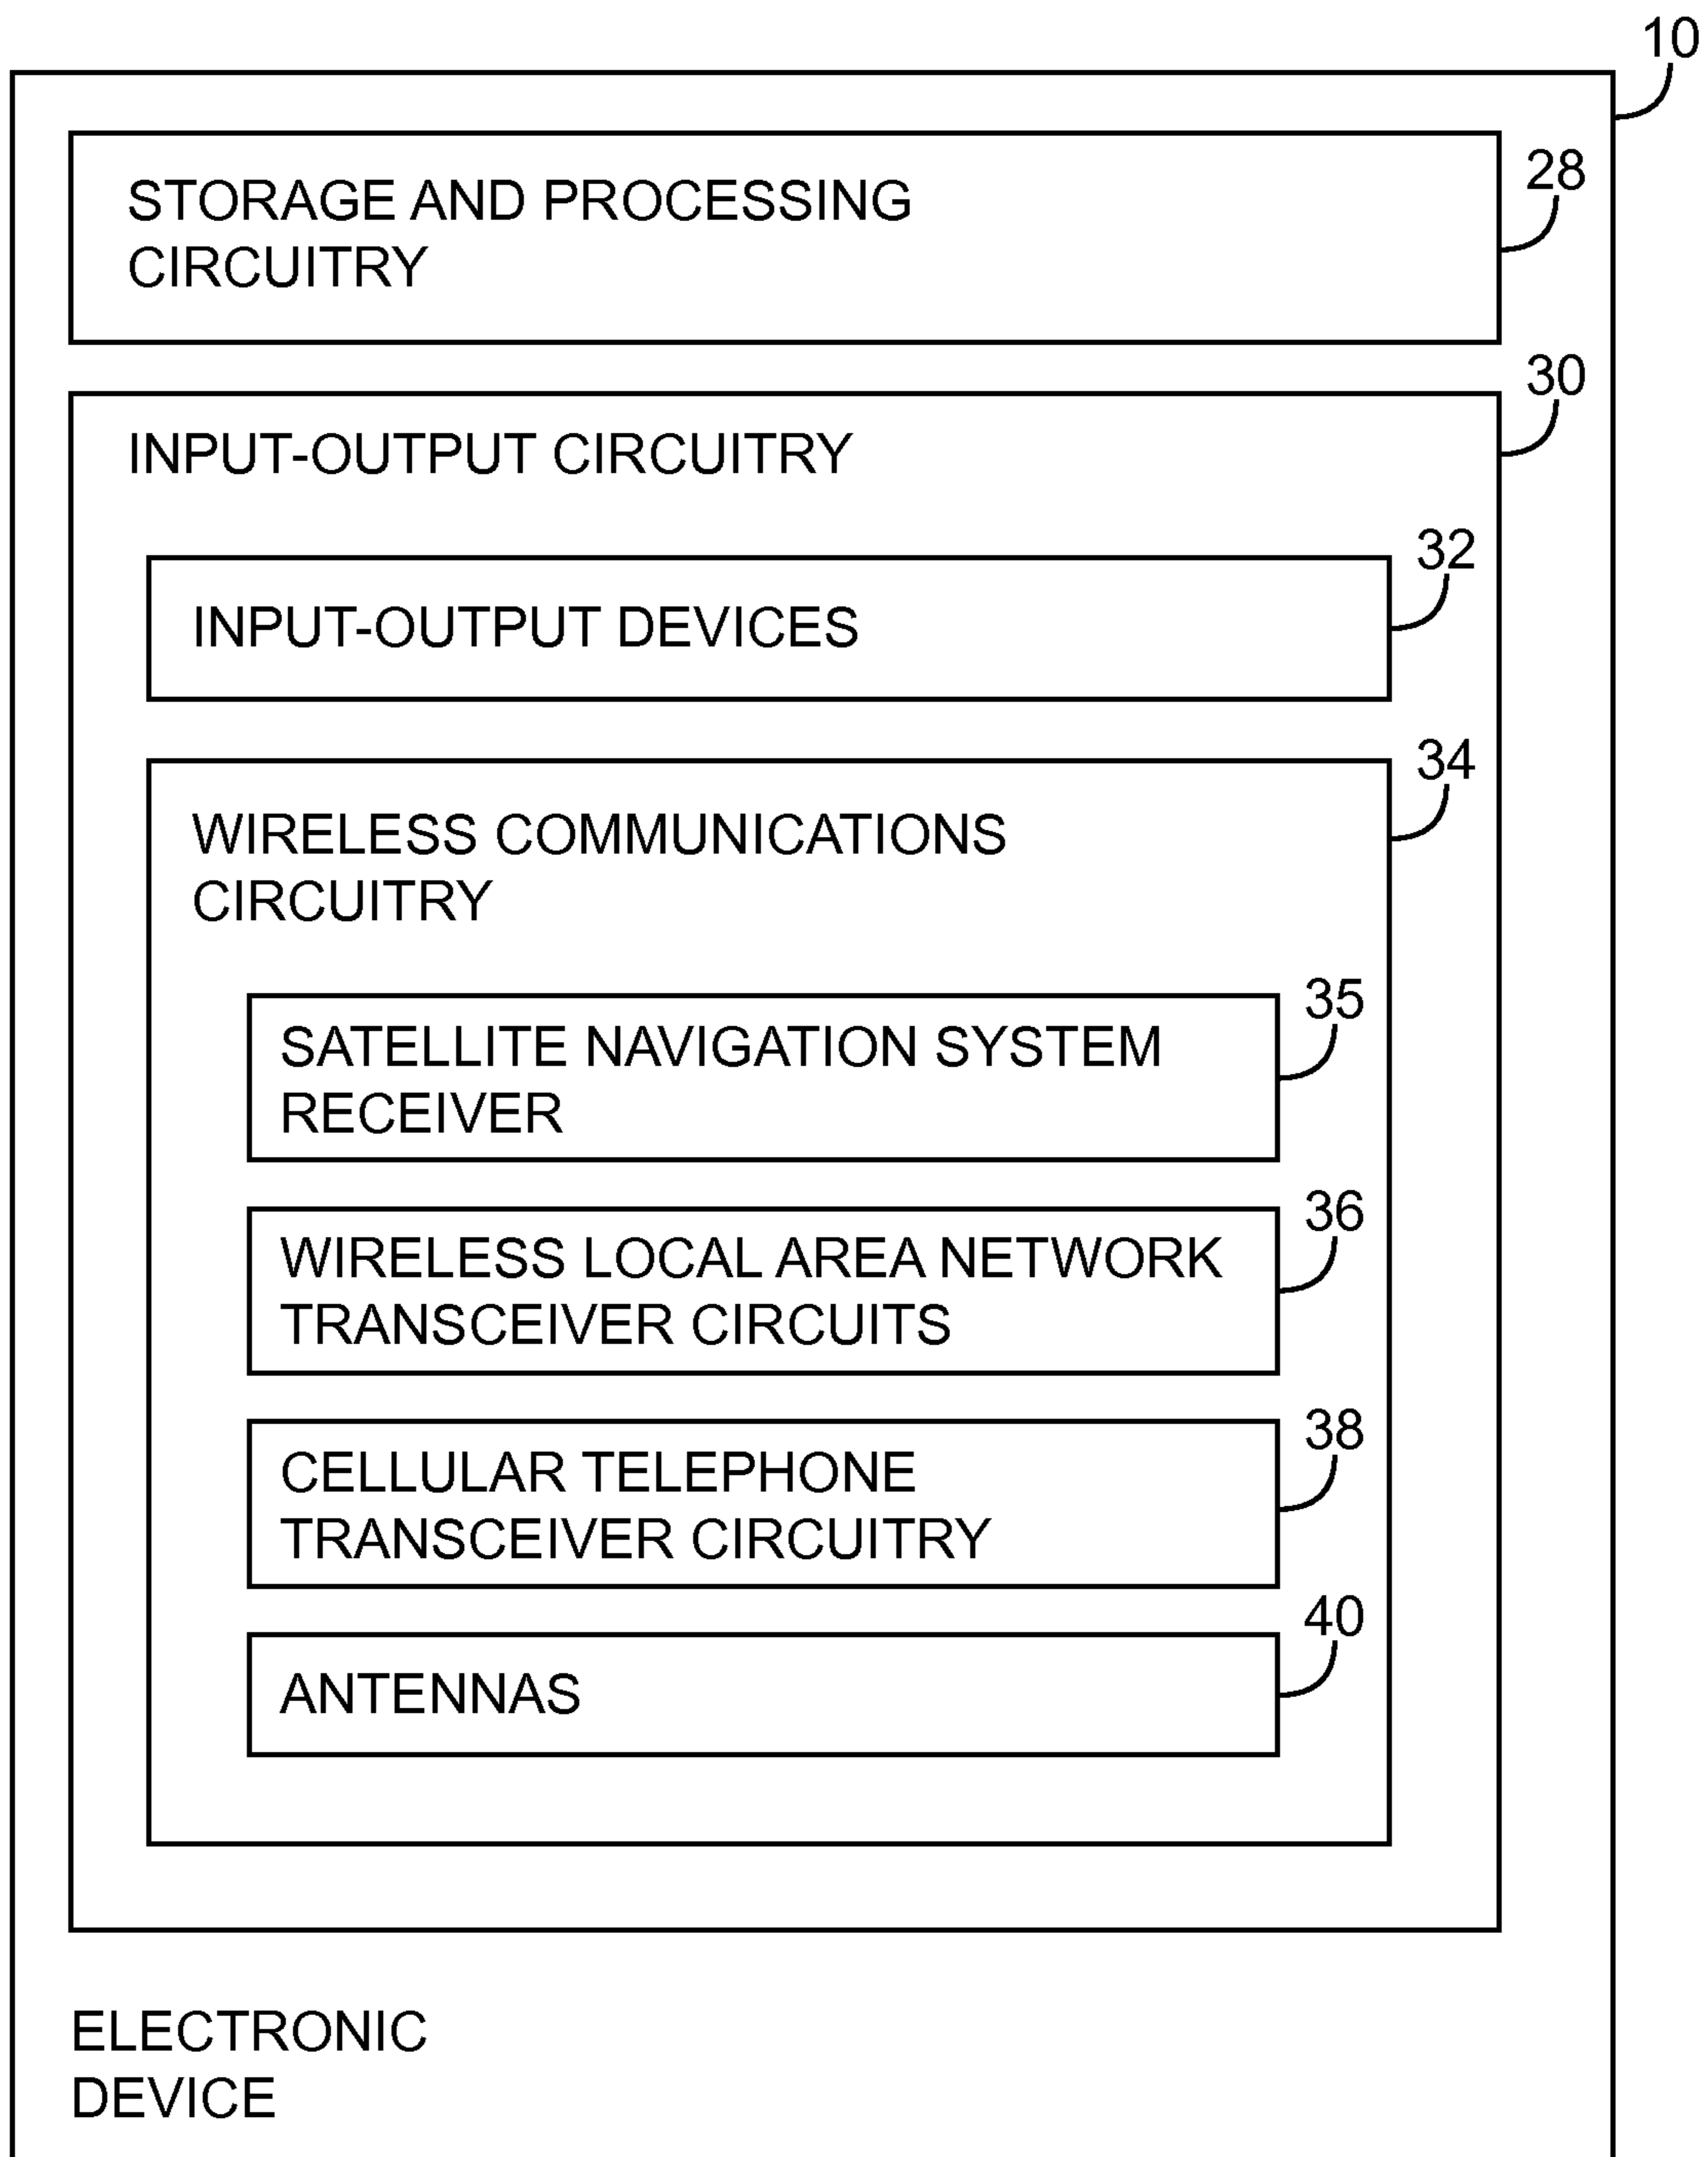 10
STORAGE AND PROCESSING
CIRCUITRY
28
30
INPUT-OUTPUT CIRCUITRY
32
INPUT-OUTPUT DEVICES
34
WIRELESS COMMUNICATIONS
CIRCUITRY
35
SATELLITE NAVIGATION SYSTEM
RECEIVER
36
WIRELESS LOCAL AREA NETWORK
TRANSCEIVER CIRCUITS
38
CELLULAR TELEPHONE
TRANSCEIVER CIRCUITRY
40
ANTENNAS
ELECTRONIC
DEVICE